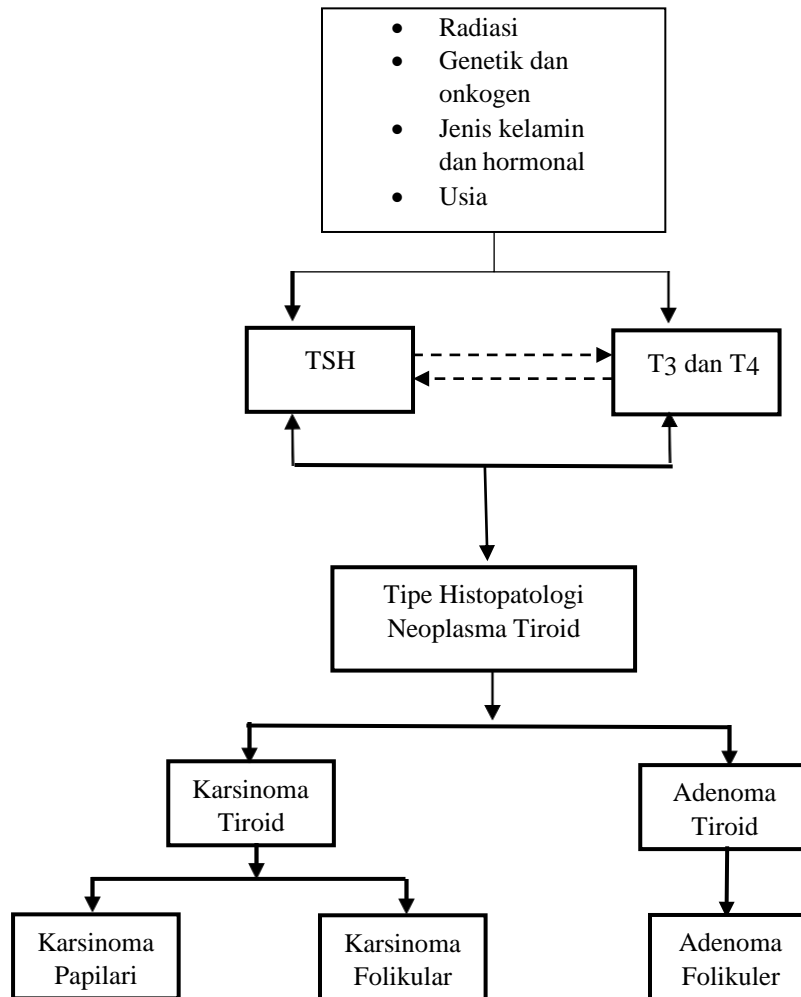 • Radiasi
• Genetik dan
onkogen
• Jenis kelamin
dan hormonal
• Usia
TSH
T3 dan T4
Tipe Histopatologi
Neoplasma Tiroid
Karsinoma
Tiroid
Adenoma
Tiroid
Karsinoma
Papilari
Karsinoma
Folikular
Adenoma
Folikuler